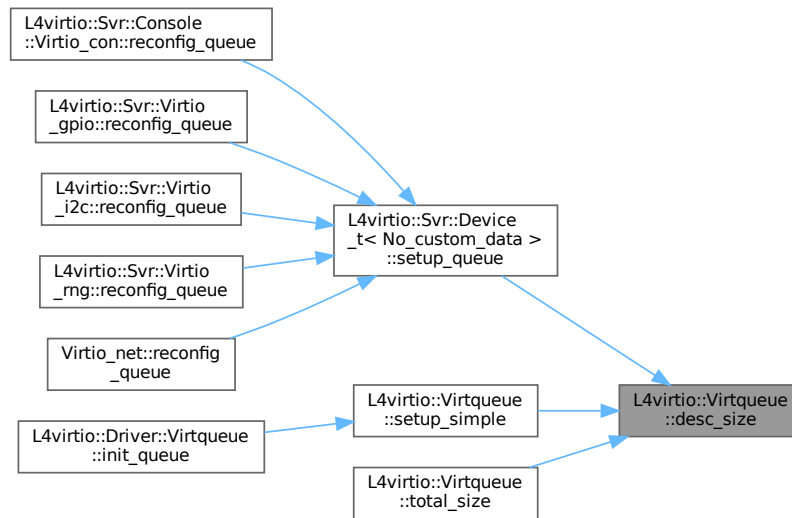 L4virtio::Svr::Console
::Virtio_con::reconfig_queue
L4virtio::Svr::Virtio
_gpio::reconfig_queue
L4virtio::Svr::Virtio
_i2c::reconfig_queue
L4virtio::Svr::Device
_t< No_custom_data >
::setup_queue
L4virtio::Svr::Virtio
_rng::reconfig_queue
Virtio_net::reconfig
_queue
L4virtio::Virtqueue
::setup_simple
L4virtio::Virtqueue
::desc_size
L4virtio::Driver::Virtqueue
::init_queue
L4virtio::Virtqueue
::total_size